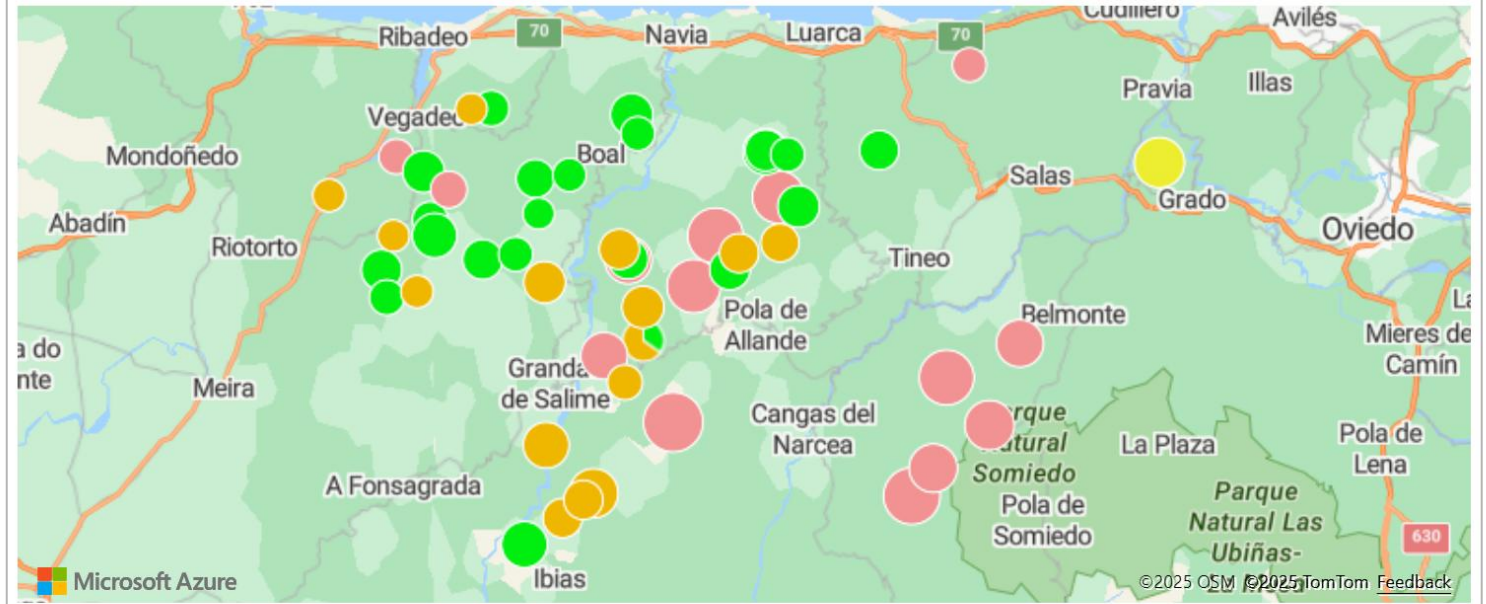 Cudillero
Ribadeo
70
Navia
Luarca
70
Avilés
Pravia
Illas
Vegadeo
Mondoñedo
Boal
Salas
Grado
Abadín
Riotorto
Oviedo
Tineo
Pola de
Allande
Belmonte
Mieres de
Camín
Meira
Granda
de Salime
Cangas del
Narcea
Natural
Somiedo
La Plaza
Pola de
Lena
A Fonsagrada
Pola de
Somiedo
Parque
Natural Las
Ubiñas-
630
Ibias
Microsoft Azure
©2025 OSM ©2025 TomTom Feedback